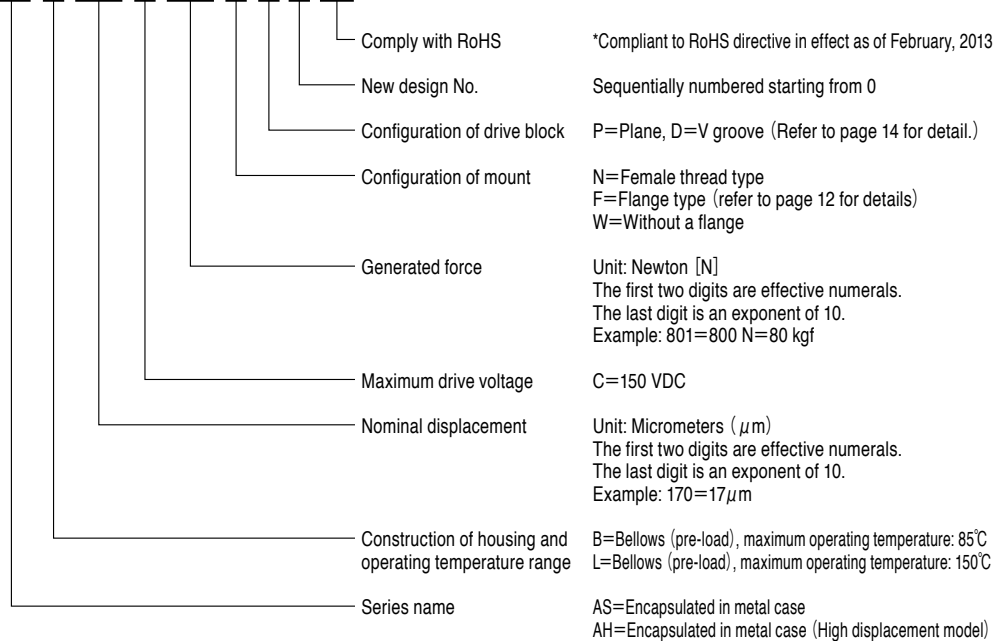 Comply with RoHS *Compliant to RoHS directive in effect as of February, 2013
New design No. Sequentially numbered starting from 0
Configuration of drive block P=Plane, D=V groove (Refer to page 14 for detail.)
Configuration of mount N=Female thread type
F=Flange type (refer to page 12 for details)
W=Without a flange
Generated force Unit: Newton [N]
The first two digits are effective numerals.
The last digit is an exponent of 10.
Example: 801=800 N=80 kgf
Maximum drive voltage C=150 VDC
Nominal displacement Unit: Micrometers (μm)
The first two digits are effective numerals.
The last digit is an exponent of 10.
Example: 170=17μm
Construction of housing and B=Bellows (pre-load), maximum operating temperature: 85℃
operating temperature range L=Bellows (pre-load), maximum operating temperature: 150℃
Series name AS=Encapsulated in metal case
AH=Encapsulated in metal case (High displacement model)